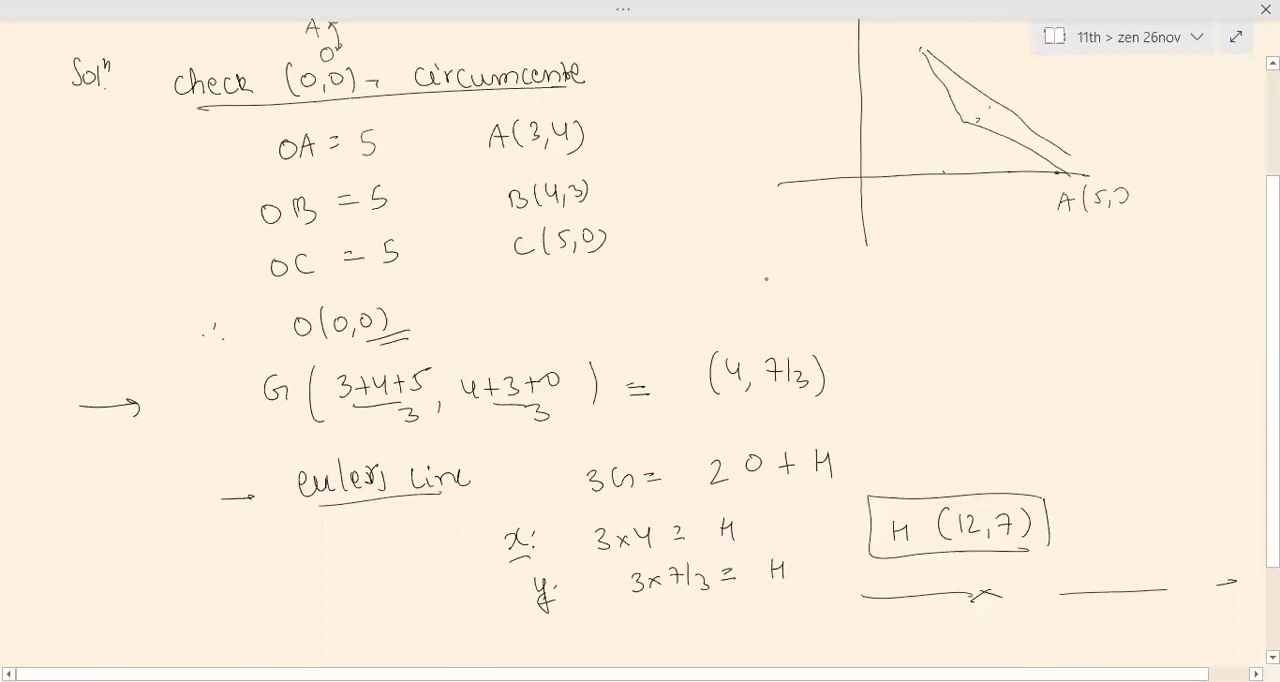 11th > zen 26nov
A
O
Solⁿ check (0,0) → circumcente
OA = 5 A(3,4)
OB = 5 B(4,3)
OC = 5 C(5,0)
A(5,0
∴ O(0,0)
→ G ( 3+4+5/3 , 4+3+0/3 ) = (4, 7/3)
→ eulers line 3G = 2O + H
x: 3×4 = H H (12,7)
y: 3×7/3 = H